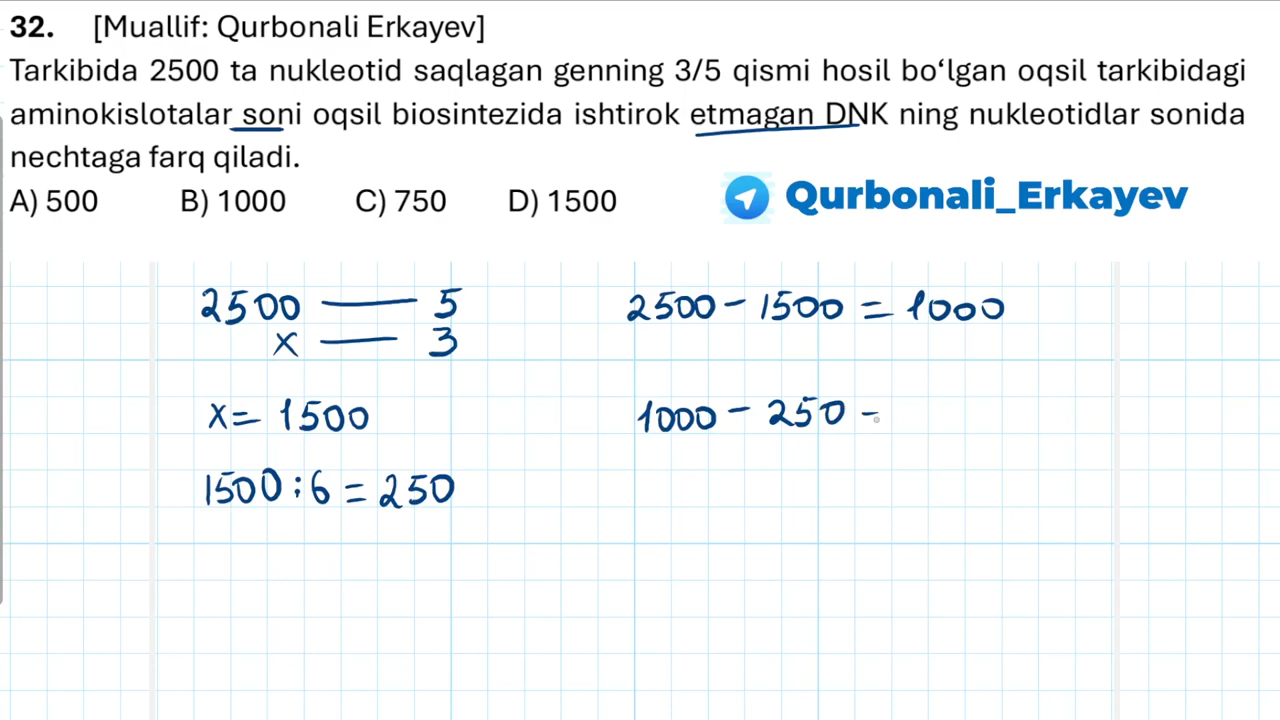 32. [Muallif: Qurbonali Erkayev]
Tarkibida 2500 ta nukleotid saqlagan genning 3/5 qismi hosil bo‘lgan oqsil tarkibidagi
aminokislotalar soni oqsil biosintezida ishtirok etmagan DNK ning nukleotidlar sonida
nechtaga farq qiladi.
A) 500 B) 1000 C) 750 D) 1500
Qurbonali_Erkayev
2500 — 5
x — 3
x = 1500
1500 : 6 = 250
2500 - 1500 = 1000
1000 - 250 -